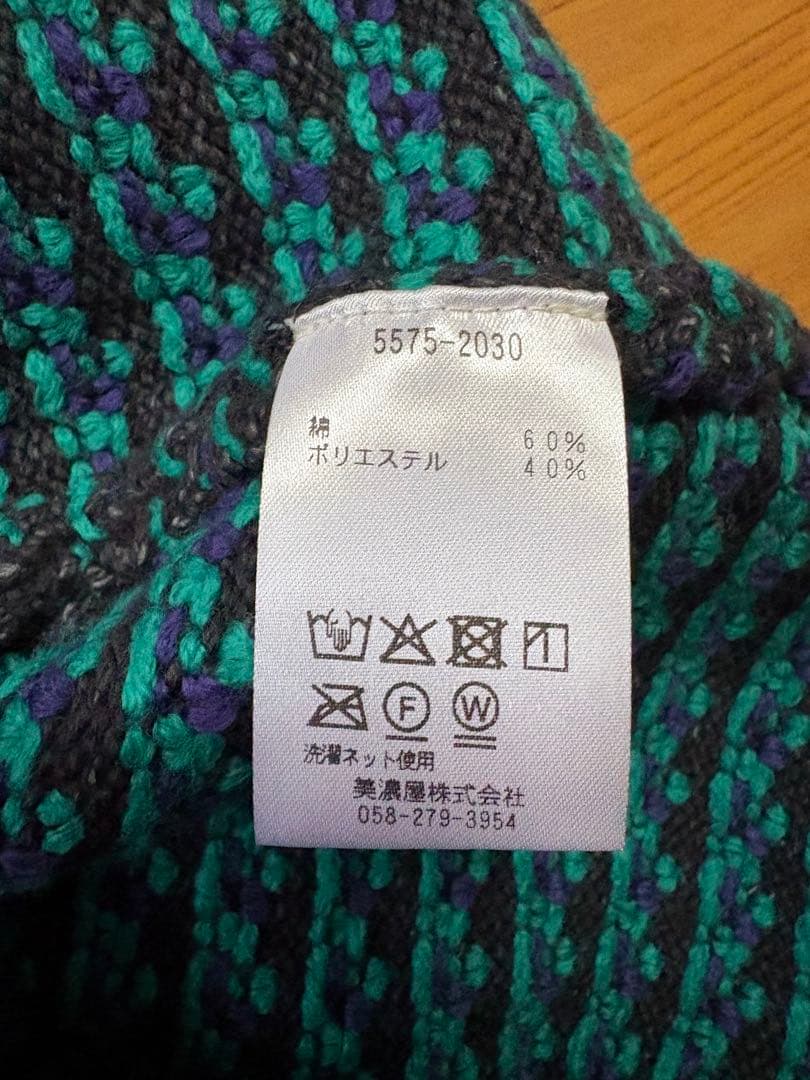 5575-2030
綿 60%
ポリエステル 40%
F W
洗濯ネット使用
美濃屋株式会社
058-279-3954